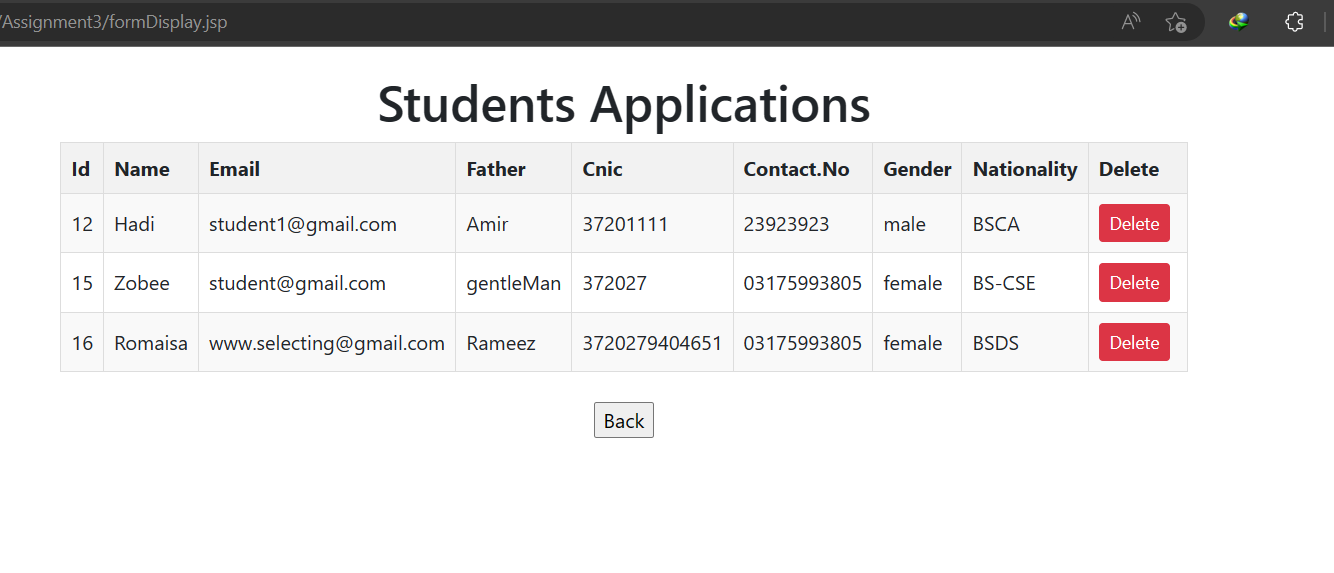 /Assignment3/formDisplay.jsp
Students Applications
Id Name Email Father Cnic Contact.No Gender Nationality Delete
12 Hadi student1@gmail.com Amir 37201111 23923923 male BSCA Delete
15 Zobee student@gmail.com gentleMan 372027 03175993805 female BS-CSE Delete
16 Romaisa www.selecting@gmail.com Rameez 3720279404651 03175993805 female BSDS Delete
Back